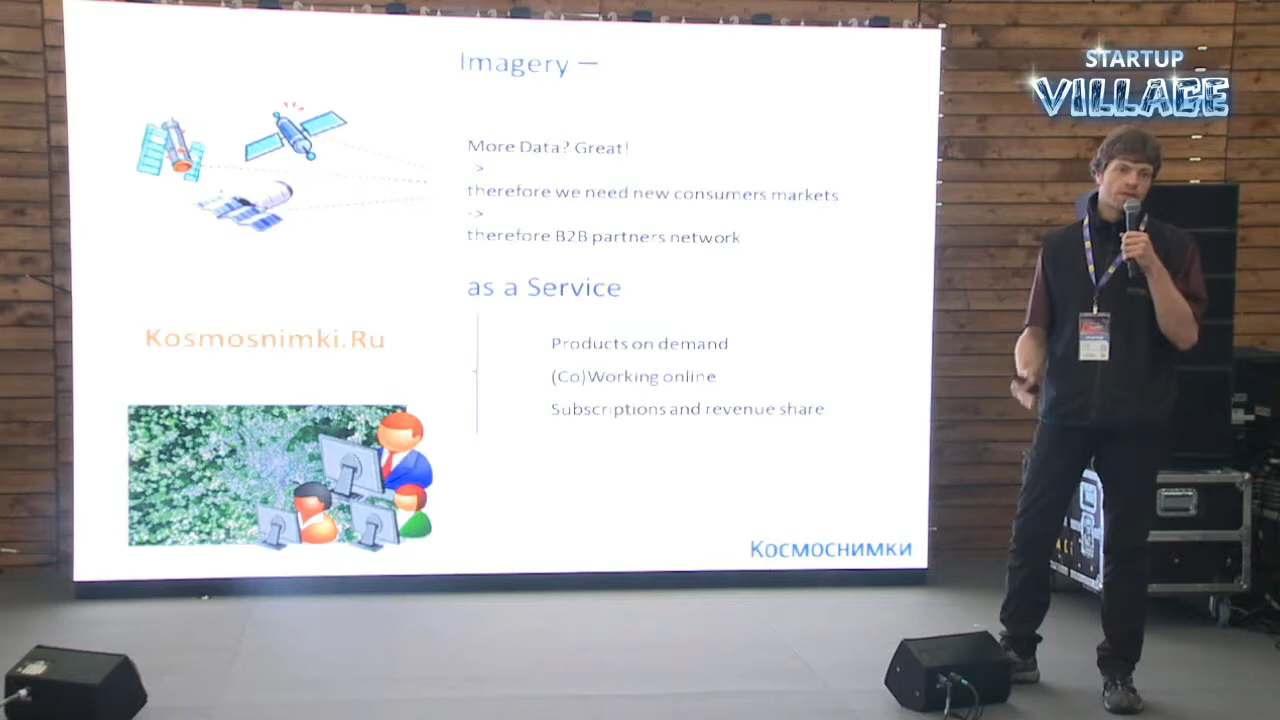 STARTUP
VILLAGE
Imagery —
More Data? Great!
>
therefore we need new consumers markets
->
therefore B2B partners network
as a Service
Kosmosnimki.Ru
Products on demand
(Co)Working online
Subscriptions and revenue share
Космоснимки